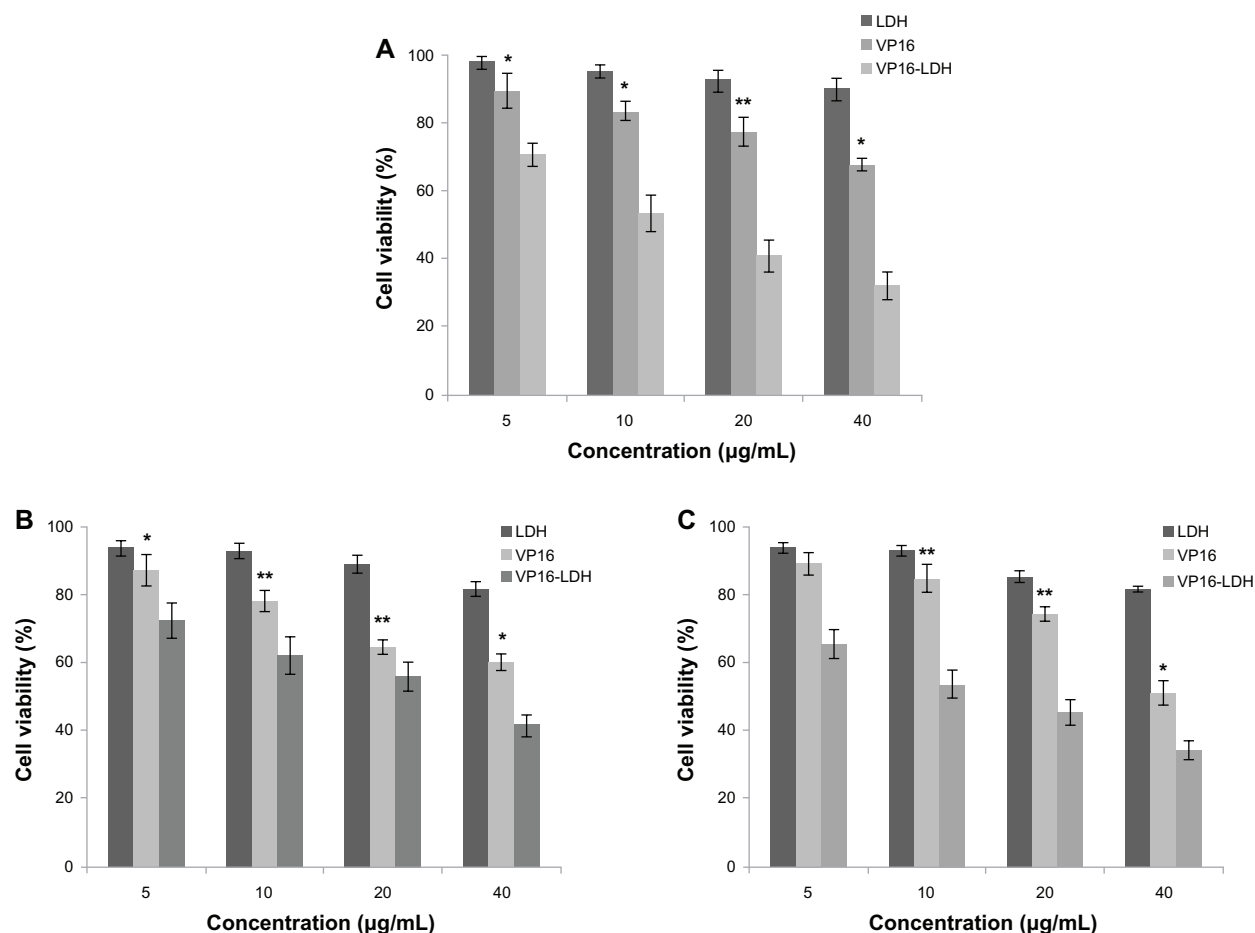 A
LDH
VP16
VP16-LDH
Cell viability (%)
100
80
60
40
20
0
*
*
**
*
5 10 20 40
Concentration (µg/mL)
B
LDH
VP16
VP16-LDH
Cell viability (%)
100
80
60
40
20
0
*
**
**
*
5 10 20 40
Concentration (µg/mL)
C
LDH
VP16
VP16-LDH
Cell viability (%)
100
80
60
40
20
0
**
**
*
5 10 20 40
Concentration (µg/mL)